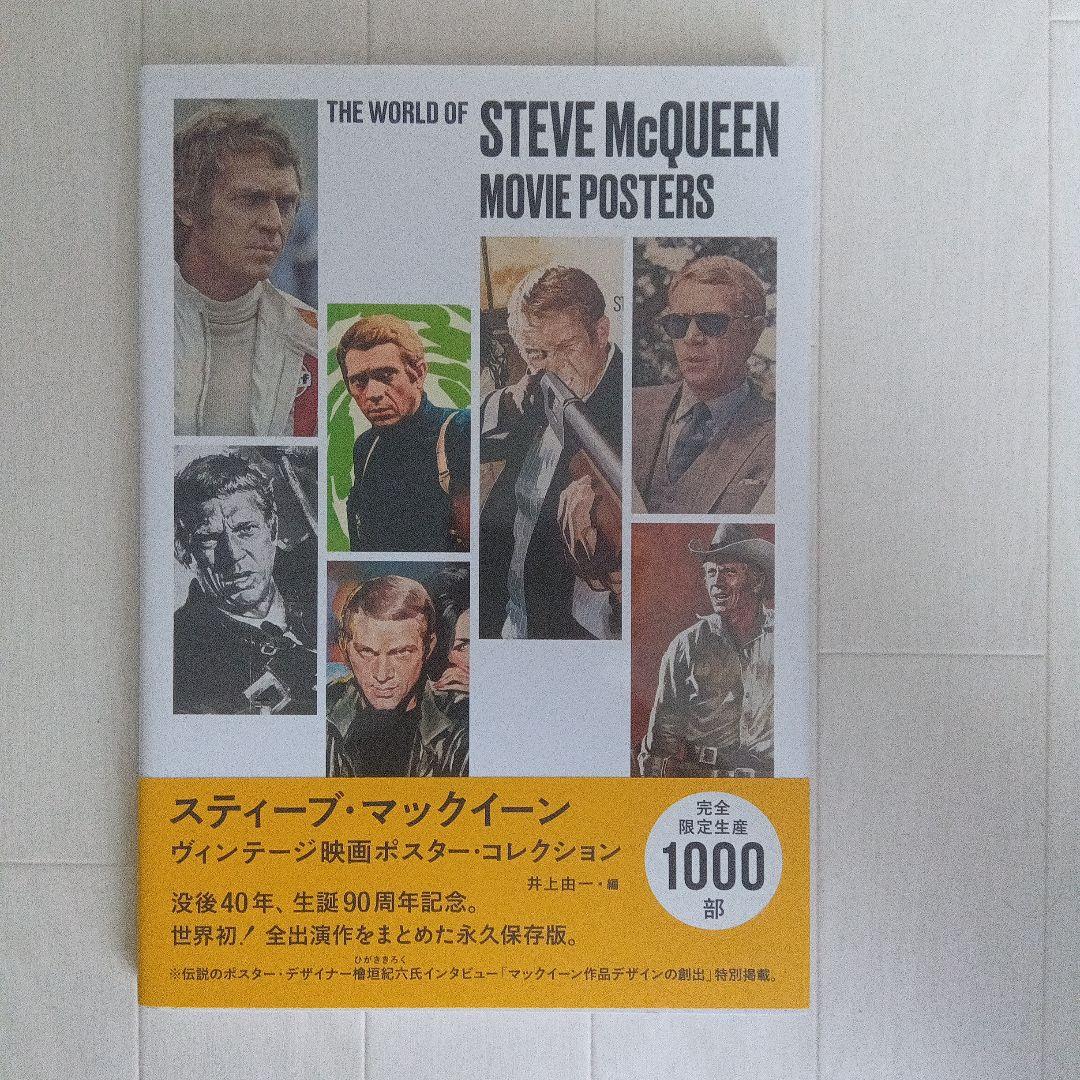 THE WORLD OF
STEVE McQUEEN
MOVIE POSTERS
スティーブ・マックイーン
ヴィンテージ映画ポスター・コレクション
井上由一・編
没後40年、生誕90周年記念。
世界初！ 全出演作をまとめた永久保存版。
ひがききろく
※伝説のポスター・デザイナー檜垣紀六氏インタビュー「マックイーン作品デザインの創出」特別掲載。
完全
限定生産
1000
部